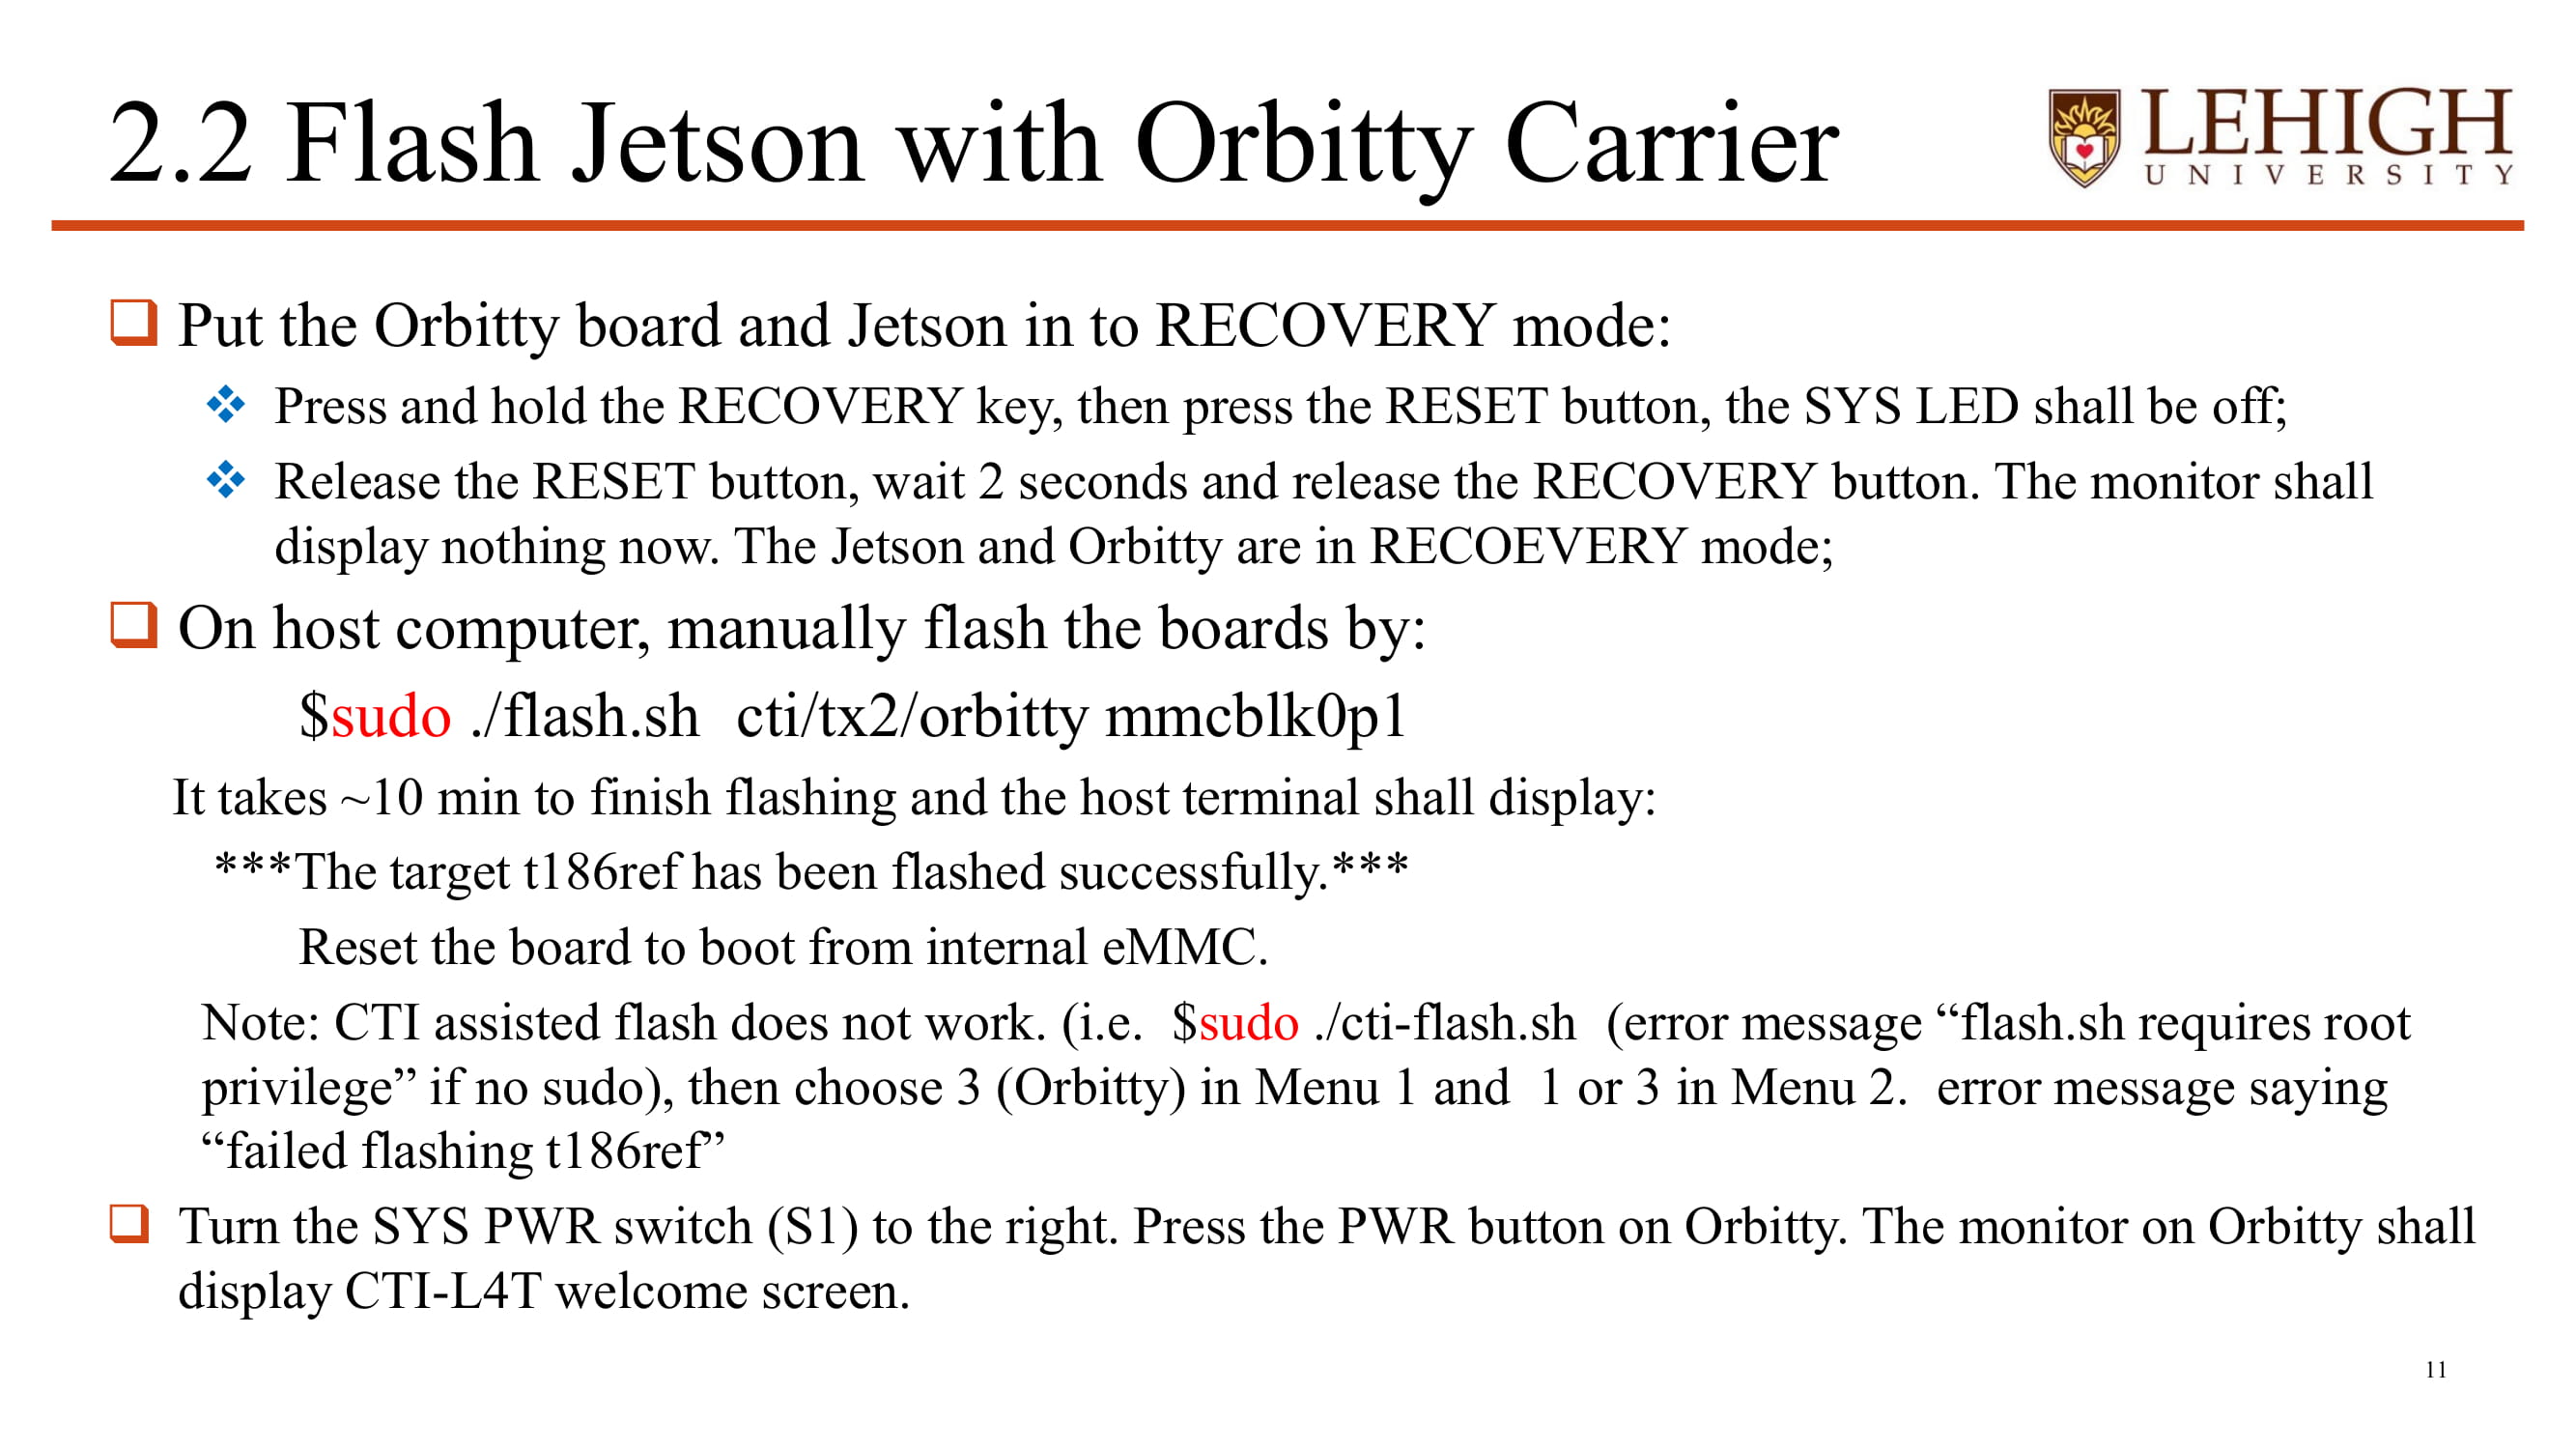 2.2 Flash Jetson with Orbitty Carrier
LEHIGH
UNIVERSITY
Put the Orbitty board and Jetson in to RECOVERY mode:
Press and hold the RECOVERY key, then press the RESET button, the SYS LED shall be off;
Release the RESET button, wait 2 seconds and release the RECOVERY button. The monitor shall
display nothing now. The Jetson and Orbitty are in RECOEVERY mode;
On host computer, manually flash the boards by:
$sudo ./flash.sh  cti/tx2/orbitty mmcblk0p1
It takes ~10 min to finish flashing and the host terminal shall display:
***The target t186ref has been flashed successfully.***
Reset the board to boot from internal eMMC.
Note: CTI assisted flash does not work. (i.e.  $sudo ./cti-flash.sh  (error message “flash.sh requires root
privilege” if no sudo), then choose 3 (Orbitty) in Menu 1 and  1 or 3 in Menu 2.  error message saying
“failed flashing t186ref”
Turn the SYS PWR switch (S1) to the right. Press the PWR button on Orbitty. The monitor on Orbitty shall
display CTI-L4T welcome screen.
11